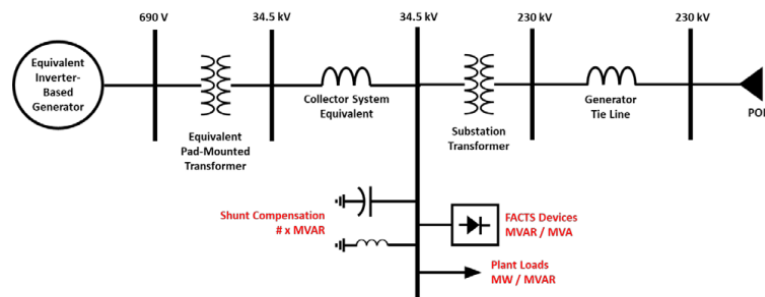 690 V
34.5 kV
34.5 kV
230 kV
230 kV
Equivalent
Inverter-
Based
Generator
Equivalent
Pad-Mounted
Transformer
Collector System
Equivalent
Substation
Transformer
Generator
Tie Line
POI
Shunt Compensation
# x MVAR
FACTS Devices
MVAR / MVA
Plant Loads
MW / MVAR